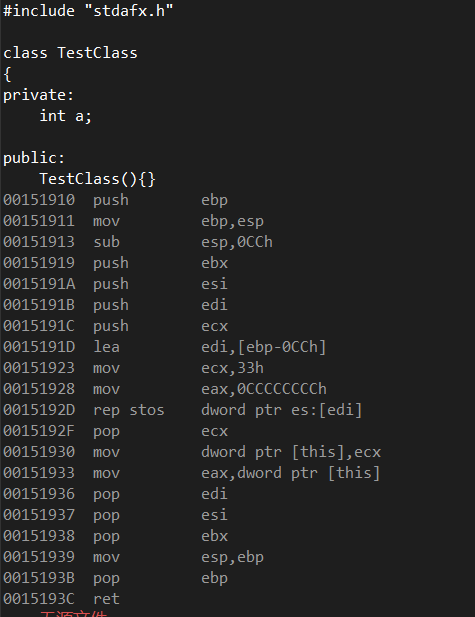 #include "stdafx.h"
class TestClass
{
private:
    int a;
public:
    TestClass(){}
00151910  push        ebp
00151911  mov         ebp,esp
00151913  sub         esp,0CCh
00151919  push        ebx
0015191A  push        esi
0015191B  push        edi
0015191C  push        ecx
0015191D  lea         edi,[ebp-0CCh]
00151923  mov         ecx,33h
00151928  mov         eax,0CCCCCCCCh
0015192D  rep stos    dword ptr es:[edi]
0015192F  pop         ecx
00151930  mov         dword ptr [this],ecx
00151933  mov         eax,dword ptr [this]
00151936  pop         edi
00151937  pop         esi
00151938  pop         ebx
00151939  mov         esp,ebp
0015193B  pop         ebp
0015193C  ret
无源文件